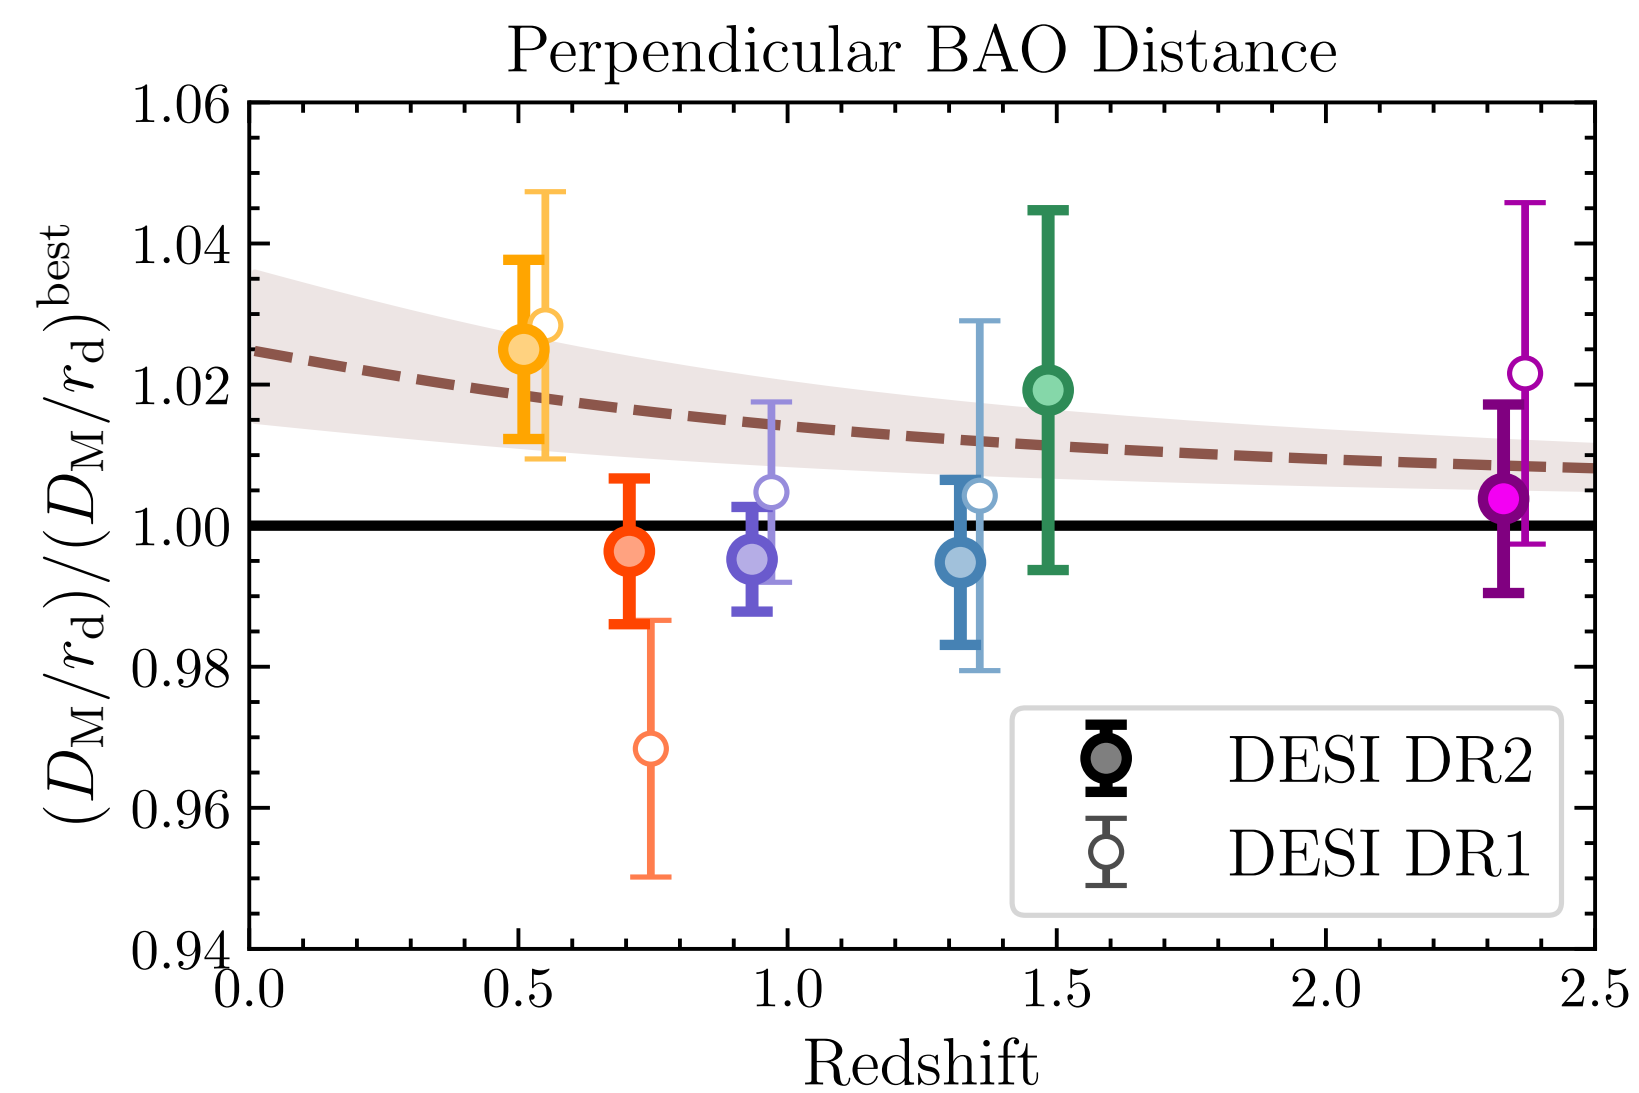 Perpendicular BAO Distance
(D_M/r_d)/(D_M/r_d)^best
1.06
1.04
1.02
1.00
0.98
0.96
0.94
0.0 0.5 1.0 1.5 2.0 2.5
Redshift
DESI DR2
DESI DR1